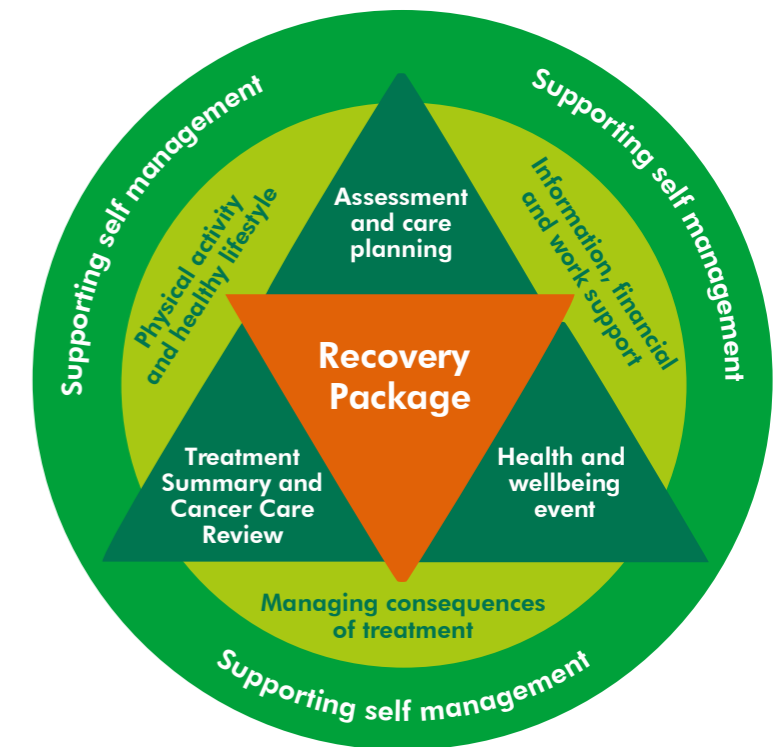 Supporting self management
Supporting self management
Physical activity
and healthy lifestyle
Information, financial
and work support
Assessment
and care
planning
Recovery
Package
Treatment
Summary and
Cancer Care
Review
Health and
wellbeing
event
Managing consequences
of treatment
Supporting self management